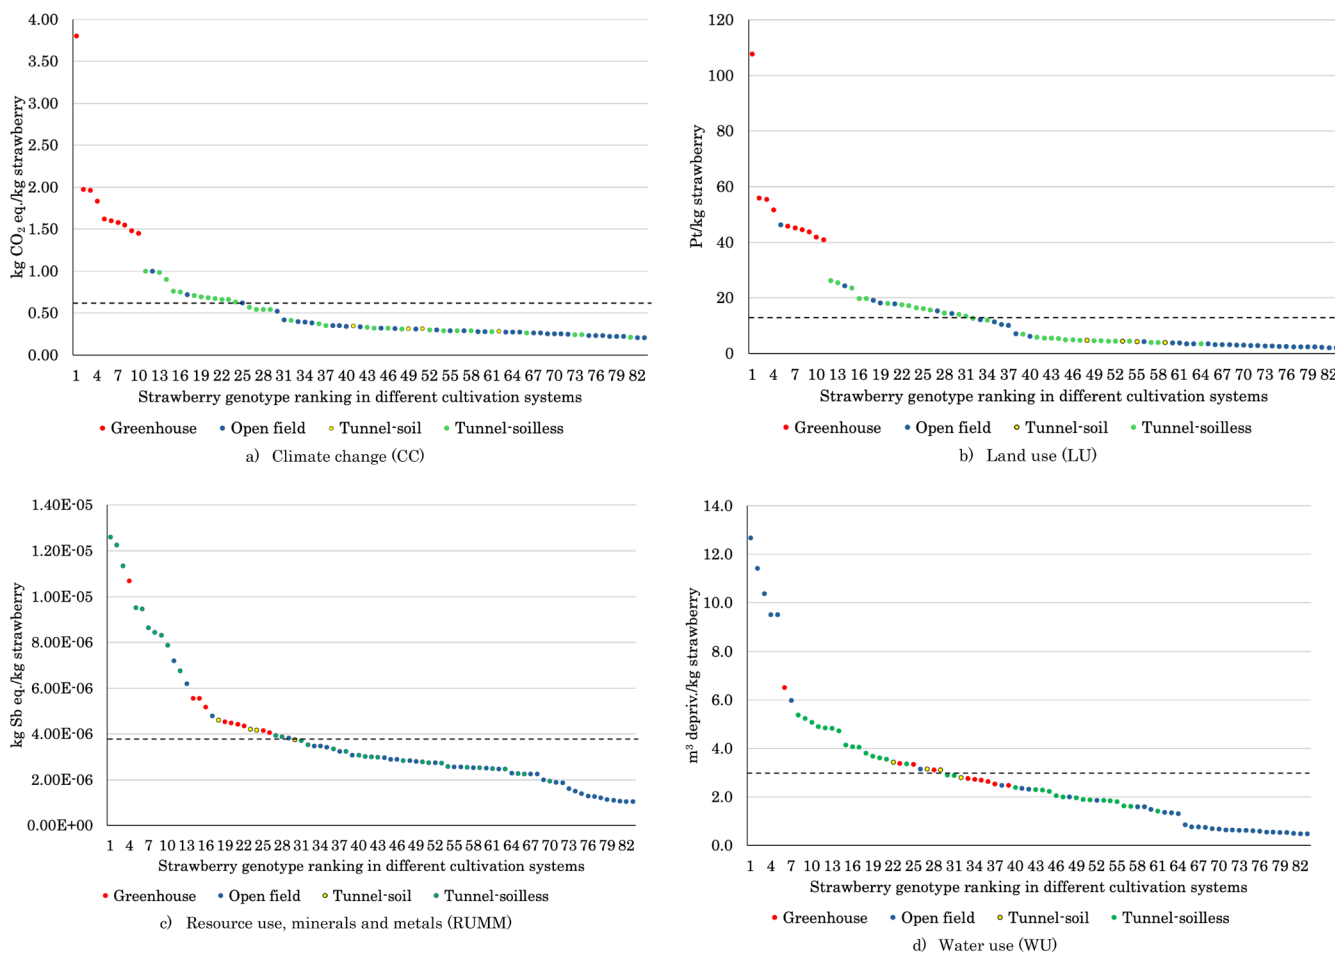 4.00
3.50
3.00
2.50
2.00
1.50
1.00
0.50
0.00
kg CO₂ eq./kg strawberry
1 4 7 10 13 16 19 22 25 28 31 34 37 40 43 46 49 52 55 58 61 64 67 70 73 76 79 82
Strawberry genotype ranking in different cultivation systems
Greenhouse Open field Tunnel-soil Tunnel-soilless
a) Climate change (CC)
120
100
80
60
40
20
0
Pt/kg strawberry
1 4 7 10 13 16 19 22 25 28 31 34 37 40 43 46 49 52 55 58 61 64 67 70 73 76 79 82
Strawberry genotype ranking in different cultivation systems
Greenhouse Open field Tunnel-soil Tunnel-soilless
b) Land use (LU)
1.40E-05
1.20E-05
1.00E-05
8.00E-06
6.00E-06
4.00E-06
2.00E-06
0.00E+00
kg Sb eq./kg strawberry
1 4 7 10 13 16 19 22 25 28 31 34 37 40 43 46 49 52 55 58 61 64 67 70 73 76 79 82
Strawberry genotype ranking in different cultivation systems
Greenhouse Open field Tunnel-soil Tunnel-soilless
c) Resource use, minerals and metals (RUMM)
14.0
12.0
10.0
8.0
6.0
4.0
2.0
0.0
m³ depriv./kg strawberry
1 4 7 10 13 16 19 22 25 28 31 34 37 40 43 46 49 52 55 58 61 64 67 70 73 76 79 82
Strawberry genotype ranking in different cultivation systems
Greenhouse Open field Tunnel-soil Tunnel-soilless
d) Water use (WU)